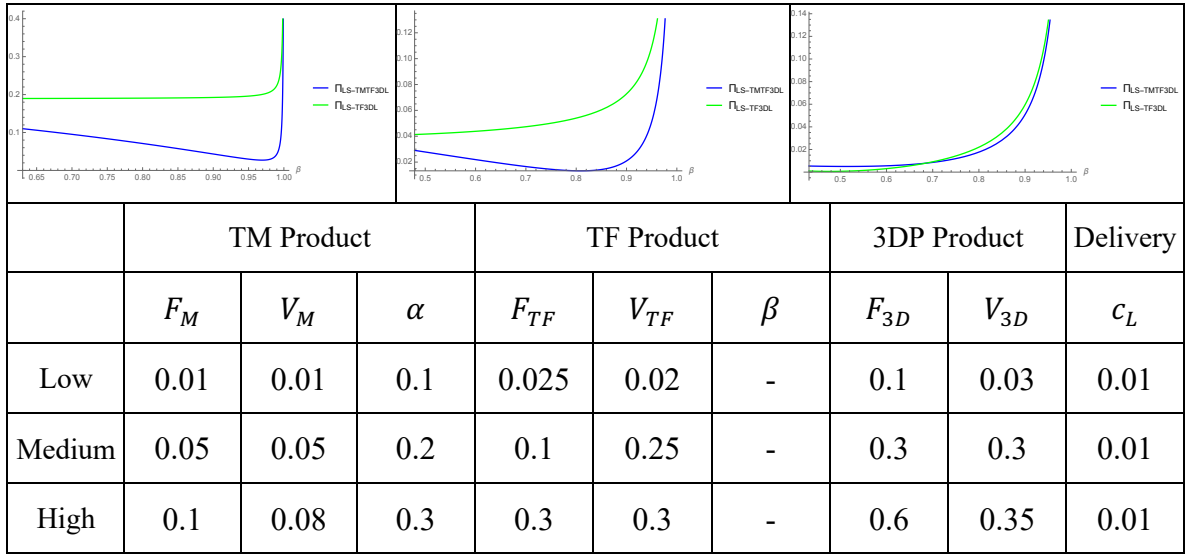 0.4
0.3
0.2
0.1
0.65 0.70 0.75 0.80 0.85 0.90 0.95 1.00
β
Π_LS-TMTF3DL
Π_LS-TF3DL
0.12
0.10
0.08
0.06
0.04
0.02
0.5 0.6 0.7 0.8 0.9 1.0
β
Π_LS-TMTF3DL
Π_LS-TF3DL
0.14
0.12
0.10
0.08
0.06
0.04
0.02
0.5 0.6 0.7 0.8 0.9 1.0
β
Π_LS-TMTF3DL
Π_LS-TF3DL
TM Product TF Product 3DP Product Delivery
F_M V_M α F_TF V_TF β F_3D V_3D c_L
Low 0.01 0.01 0.1 0.025 0.02 - 0.1 0.03 0.01
Medium 0.05 0.05 0.2 0.1 0.25 - 0.3 0.3 0.01
High 0.1 0.08 0.3 0.3 0.3 - 0.6 0.35 0.01